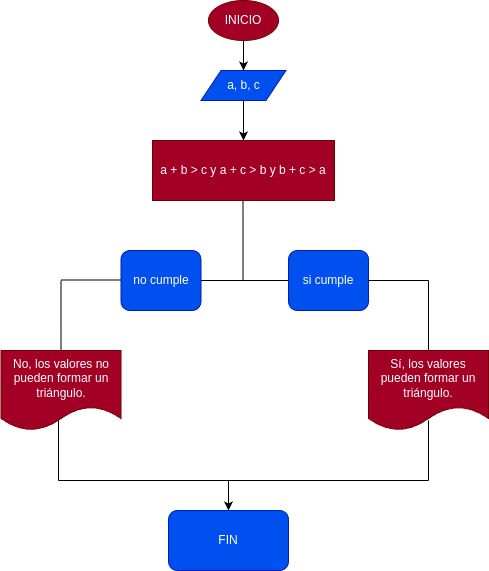 INICIO
a, b, c
a + b > c y a + c > b y b + c > a
no cumple
si cumple
No, los valores no
pueden formar un
triángulo.
Sí, los valores
pueden formar un
triángulo.
FIN